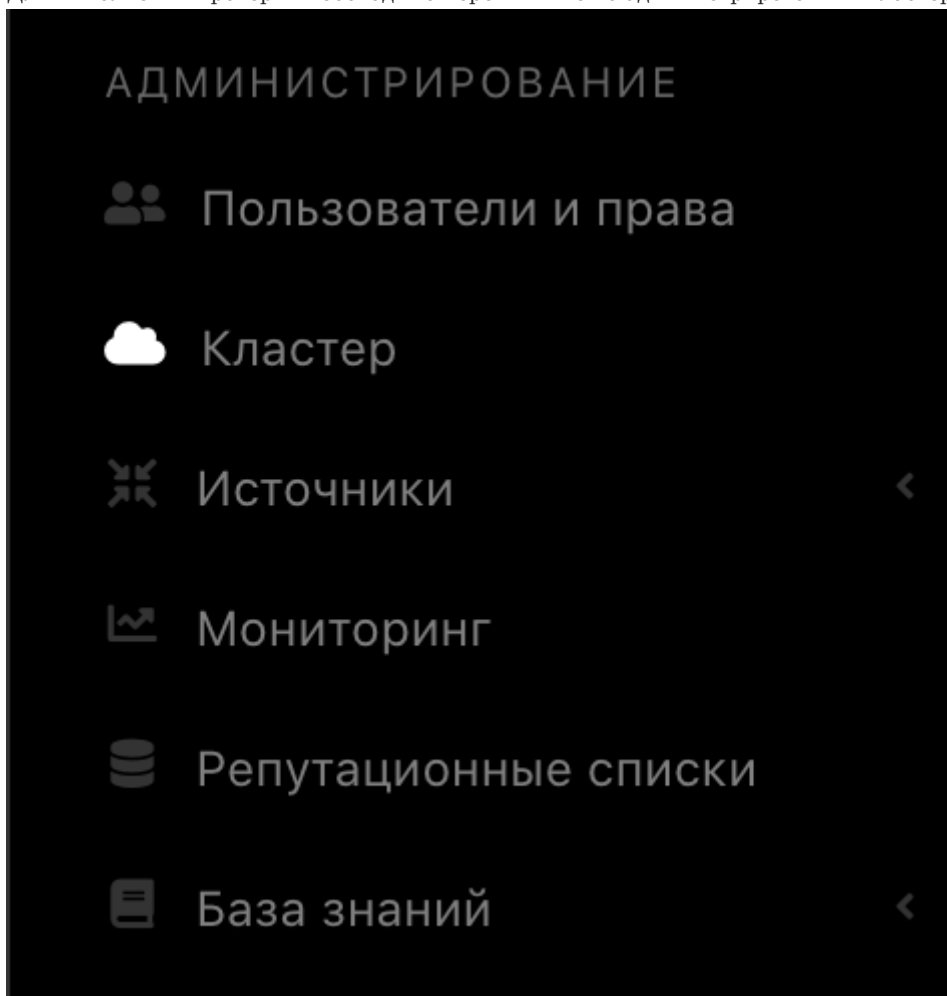 АДМИНИСТРИРОВАНИЕ
Пользователи и права
Кластер
Источники
Мониторинг
Репутационные списки
База знаний